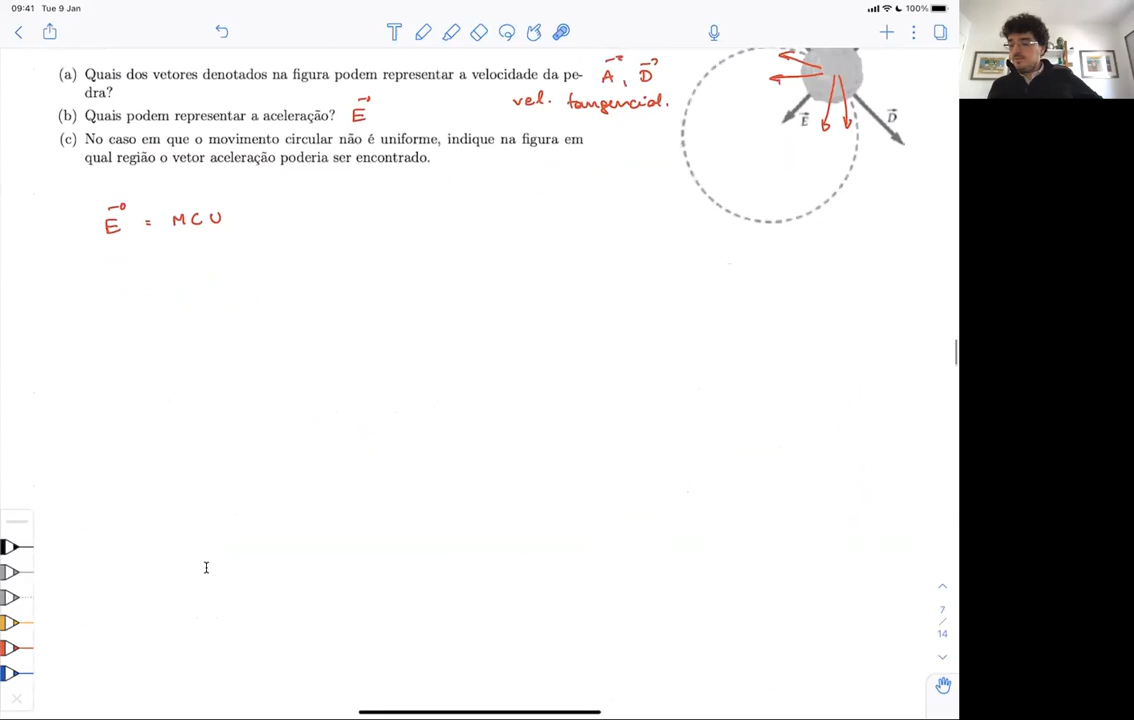 09:41 Tue 9 Jan
100%
(a) Quais dos vetores denotados na figura podem representar a velocidade da pe-
dra?
A, D
vel. tangencial.
(b) Quais podem representar a aceleração? E
(c) No caso em que o movimento circular não é uniforme, indique na figura em
qual região o vetor aceleração poderia ser encontrado.
E
D
E = MCU
T
7
/
14